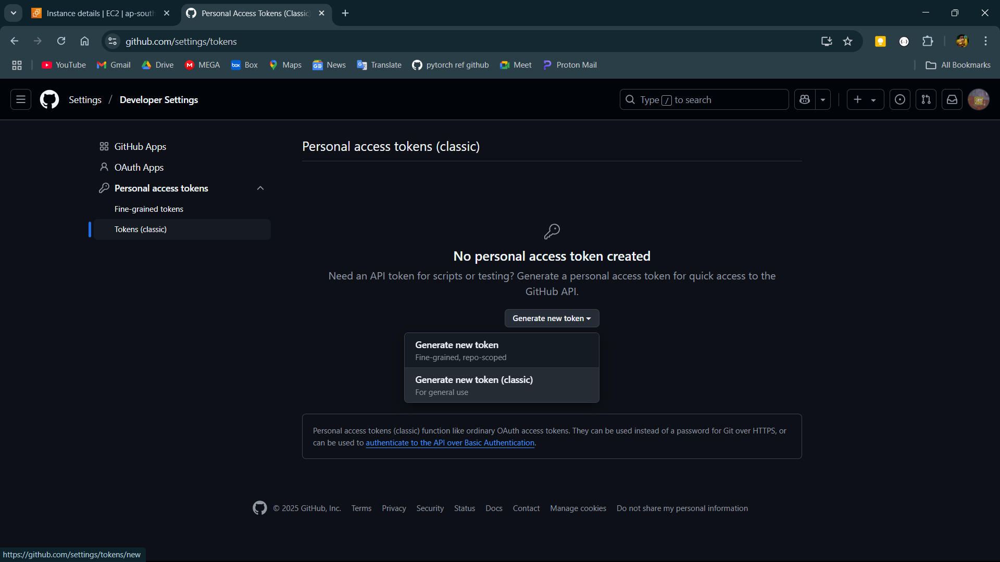 Instance details | EC2 | ap-south
Personal Access Tokens (Classic)
github.com/settings/tokens
YouTube
Gmail
Drive
MEGA
Box
Maps
News
Translate
pytorch ref github
Meet
Proton Mail
All Bookmarks
Settings / Developer Settings
Type / to search
GitHub Apps
OAuth Apps
Personal access tokens
Fine-grained tokens
Tokens (classic)
Personal access tokens (classic)
No personal access token created
Need an API token for scripts or testing? Generate a personal access token for quick access to the
GitHub API.
Generate new token
Generate new token
Fine-grained, repo-scoped
Generate new token (classic)
For general use
Personal access tokens (classic) function like ordinary OAuth access tokens. They can be used instead of a password for Git over HTTPS, or
can be used to authenticate to the API over Basic Authentication.
© 2025 GitHub, Inc.
Terms
Privacy
Security
Status
Docs
Contact
Manage cookies
Do not share my personal information
https://github.com/settings/tokens/new